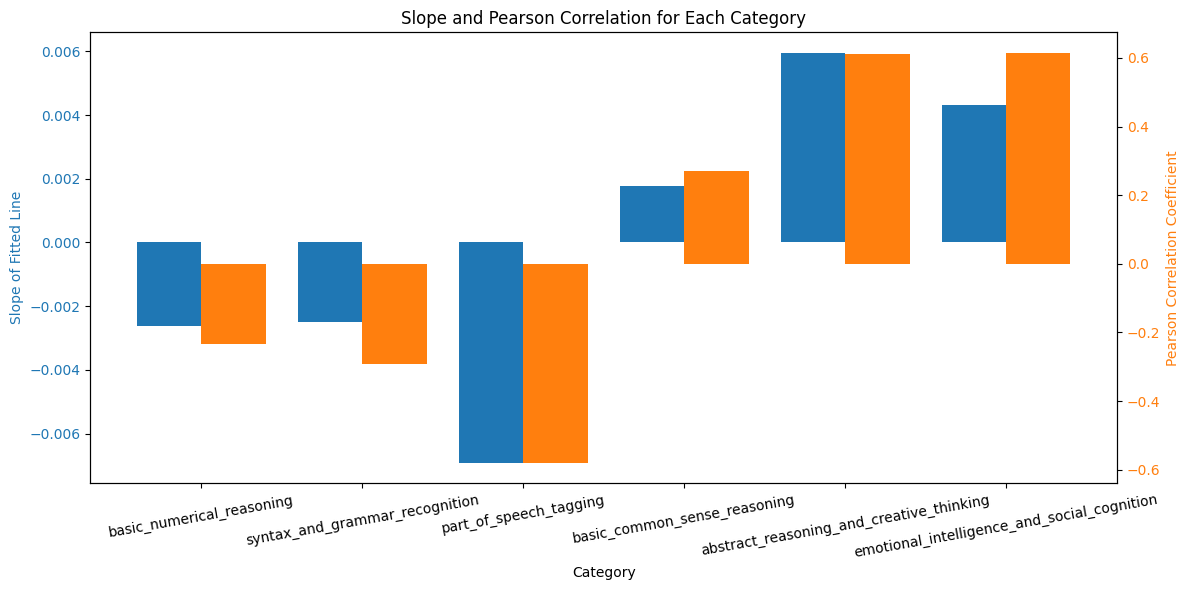 Slope and Pearson Correlation for Each Category
0.006
0.004
0.002
0.000
−0.002
−0.004
−0.006
Slope of Fitted Line
0.6
0.4
0.2
0.0
−0.2
−0.4
−0.6
Pearson Correlation Coefficient
basic_numerical_reasoning
syntax_and_grammar_recognition
part_of_speech_tagging
basic_common_sense_reasoning
abstract_reasoning_and_creative_thinking
emotional_intelligence_and_social_cognition
Category